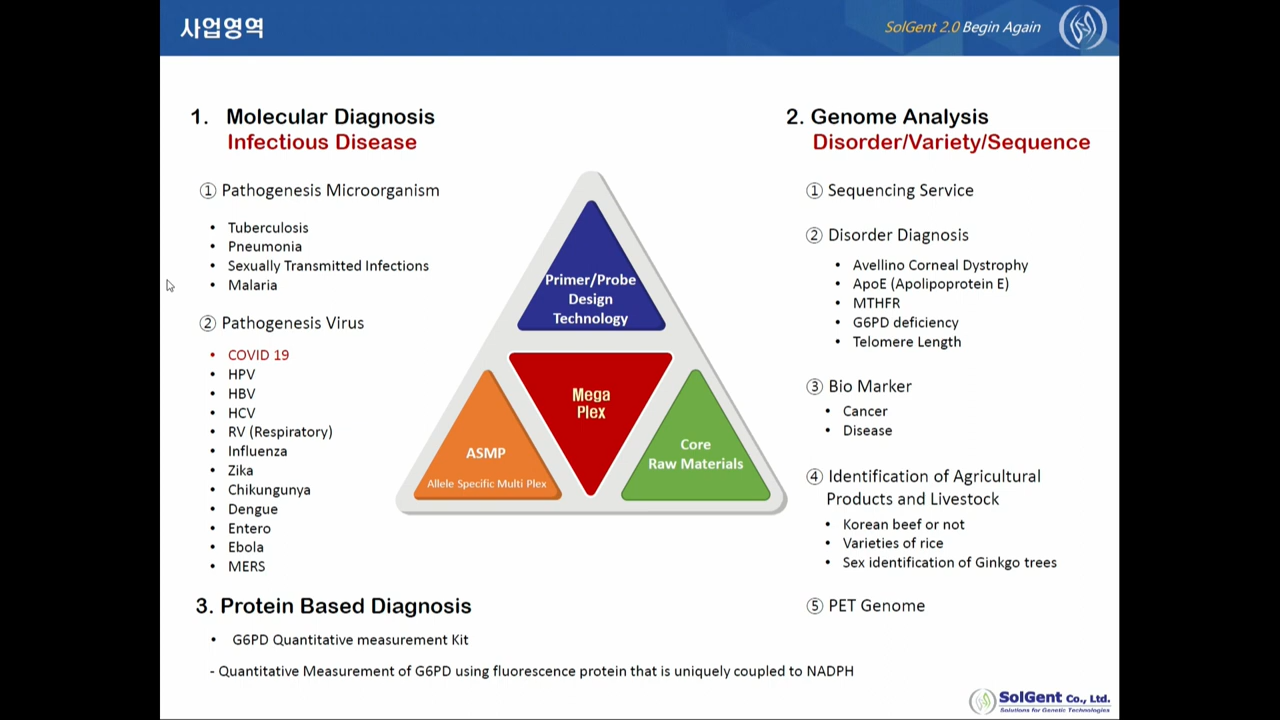 사업영역
SolGent 2.0 Begin Again
1. Molecular Diagnosis
Infectious Disease
① Pathogenesis Microorganism
• Tuberculosis
• Pneumonia
• Sexually Transmitted Infections
• Malaria
② Pathogenesis Virus
• COVID 19
• HPV
• HBV
• HCV
• RV (Respiratory)
• Influenza
• Zika
• Chikungunya
• Dengue
• Entero
• Ebola
• MERS
Primer/Probe
Design
Technology
Mega
Plex
ASMP
Allele Specific Multi Plex
Core
Raw Materials
2. Genome Analysis
Disorder/Variety/Sequence
① Sequencing Service
② Disorder Diagnosis
• Avellino Corneal Dystrophy
• ApoE (Apolipoprotein E)
• MTHFR
• G6PD deficiency
• Telomere Length
③ Bio Marker
• Cancer
• Disease
④ Identification of Agricultural
Products and Livestock
• Korean beef or not
• Varieties of rice
• Sex identification of Ginkgo trees
⑤ PET Genome
3. Protein Based Diagnosis
• G6PD Quantitative measurement Kit
- Quantitative Measurement of G6PD using fluorescence protein that is uniquely coupled to NADPH
SolGent Co., Ltd.
Solutions for Genetic Technologies